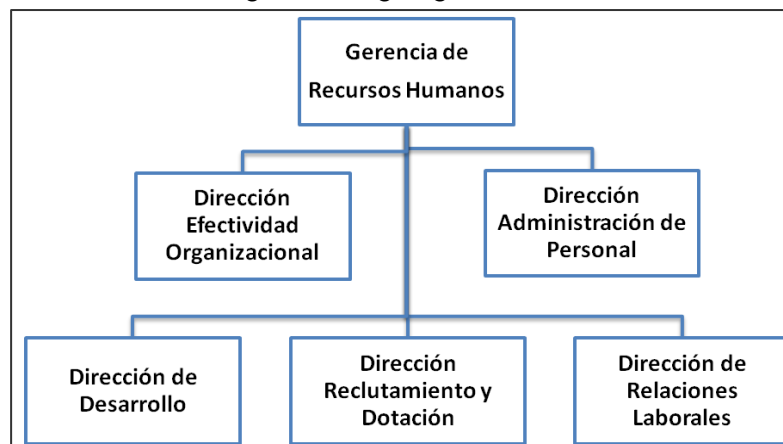 Gerencia de
Recursos Humanos
Dirección
Efectividad
Organizacional
Dirección
Administración de
Personal
Dirección de
Desarrollo
Dirección
Reclutamiento y
Dotación
Dirección de
Relaciones
Laborales